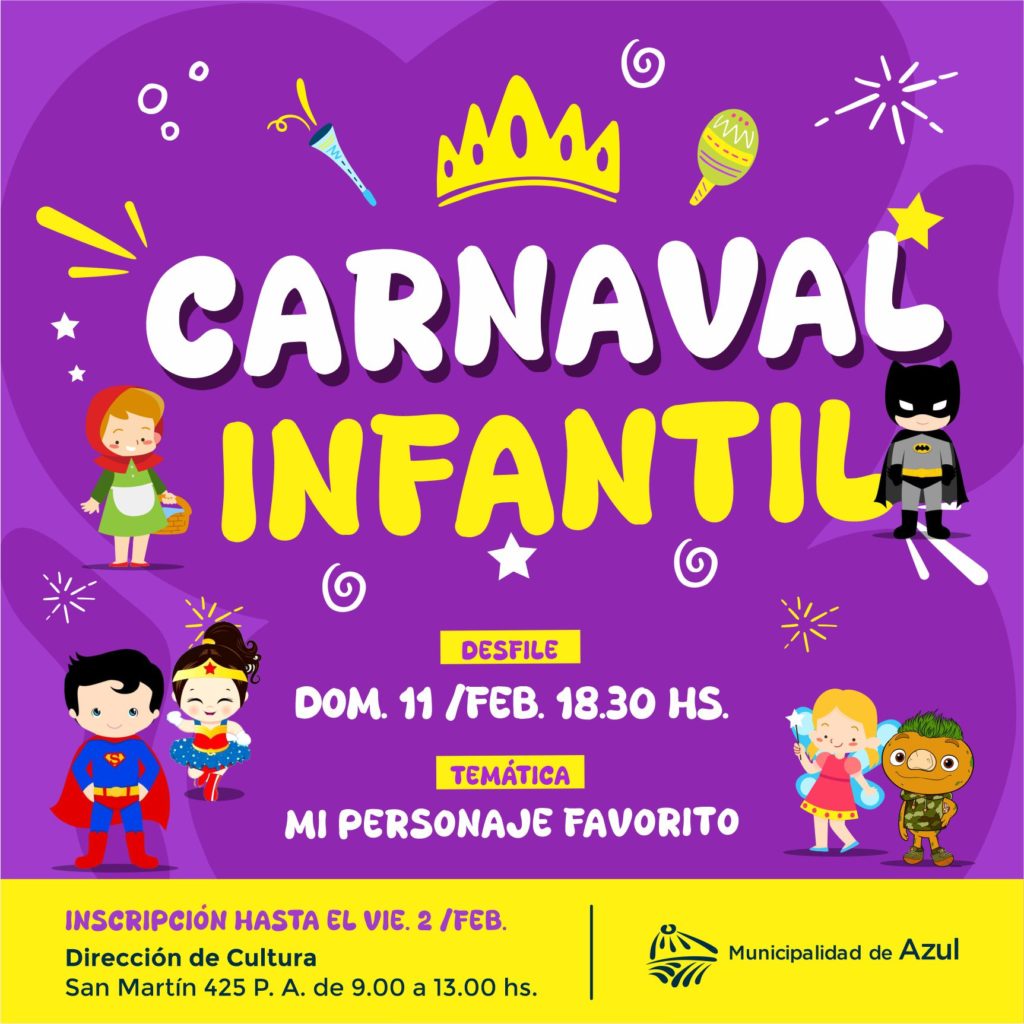 CARNAVAL
INFANTIL
DESFILE
DOM. 11 /FEB. 18.30 HS.
TEMÁTICA
MI PERSONAJE FAVORITO
INSCRIPCIÓN HASTA EL VIE. 2 /FEB.
Dirección de Cultura
San Martín 425 P. A. de 9.00 a 13.00 hs.
Municipalidad de Azul